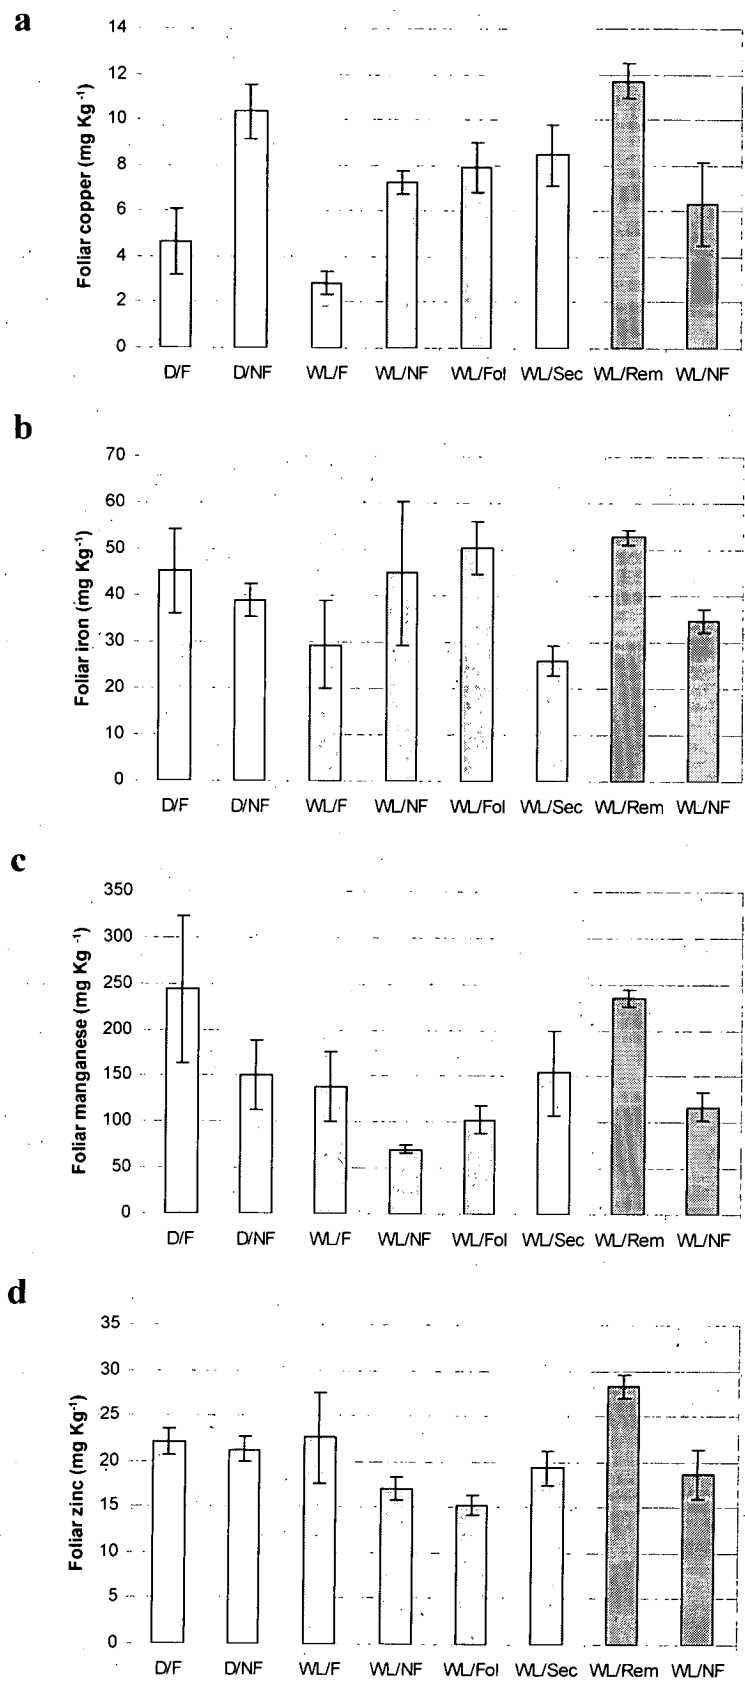 a
Foliar copper (mg Kg⁻¹)
14
12
10
8
6
4
2
0
D/F D/NF WL/F WL/NF WL/Fol WL/Sec WL/Rem WL/NF
b
Foliar iron (mg Kg⁻¹)
70
60
50
40
30
20
10
0
D/F D/NF WL/F WL/NF WL/Fol WL/Sec WL/Rem WL/NF
c
Foliar manganese (mg Kg⁻¹)
350
300
250
200
150
100
50
0
D/F D/NF WL/F WL/NF WL/Fol WL/Sec WL/Rem WL/NF
d
Foliar zinc (mg Kg⁻¹)
35
30
25
20
15
10
5
0
D/F D/NF WL/F WL/NF WL/Fol WL/Sec WL/Rem WL/NF